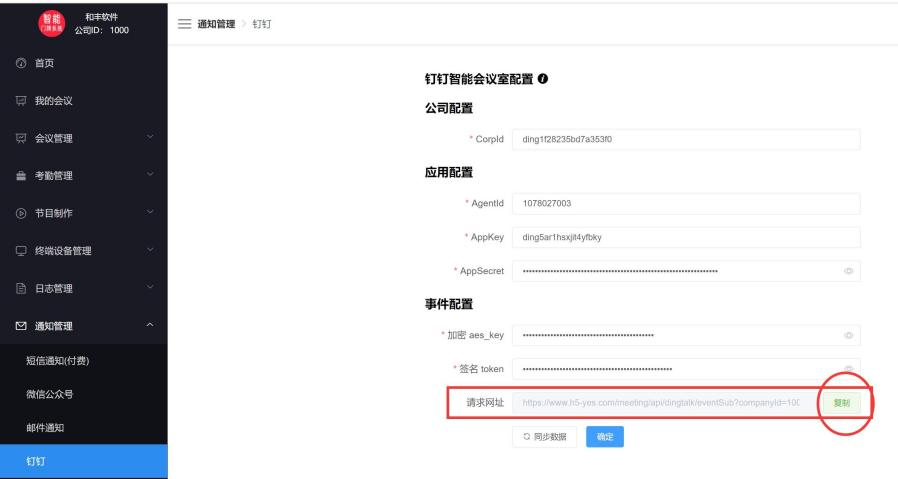 智能
门牌系统
和丰软件
公司ID: 1000
通知管理 > 钉钉
首页
我的会议
会议管理
考勤管理
节目制作
终端设备管理
日志管理
通知管理
短信通知(付费)
微信公众号
邮件通知
钉钉
钉钉智能会议室配置
公司配置
* CorpId ding1f28235bd7a353f0
应用配置
* AgentId 1078027003
* AppKey ding5ar1hsxjit4yfbky
* AppSecret
事件配置
* 加密 aes_key
* 签名 token
请求网址 https://www.h5-yes.com/meeting/api/dingtalk/eventSub?companyId=100 复制
同步数据 确定